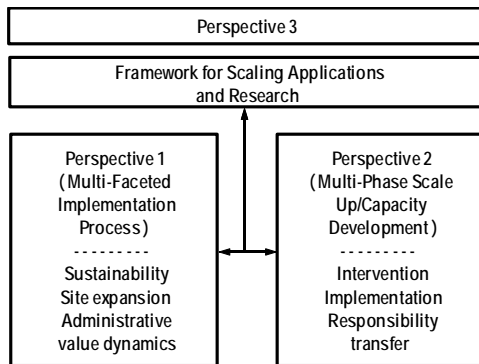 Perspective 3
Framework for Scaling Applications
and Research
Perspective 1
( Multi-Faceted
Implementation
Process )
- - - - - - - - -
Sustainability
Site expansion
Administrative
value dynamics
Perspective 2
(Multi-Phase Scale
Up/Capacity
Development )
- - - - - - - - -
Intervention
Implementation
Responsibility
transfer